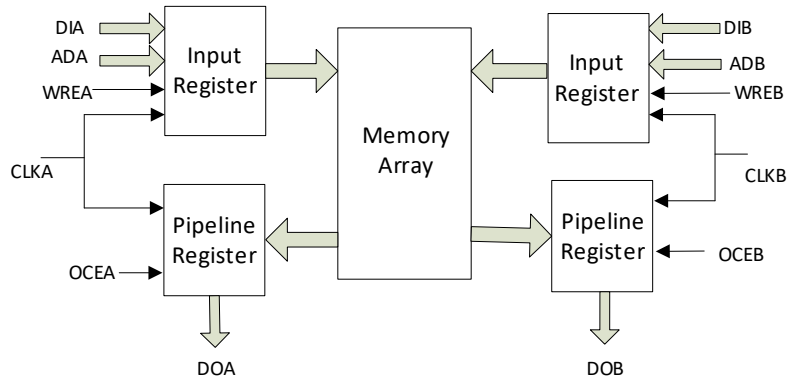 DIA
ADA
WREA
CLKA
Input
Register
Memory
Array
Input
Register
DIB
ADB
WREB
CLKB
Pipeline
Register
OCEA
DOA
Pipeline
Register
OCEB
DOB